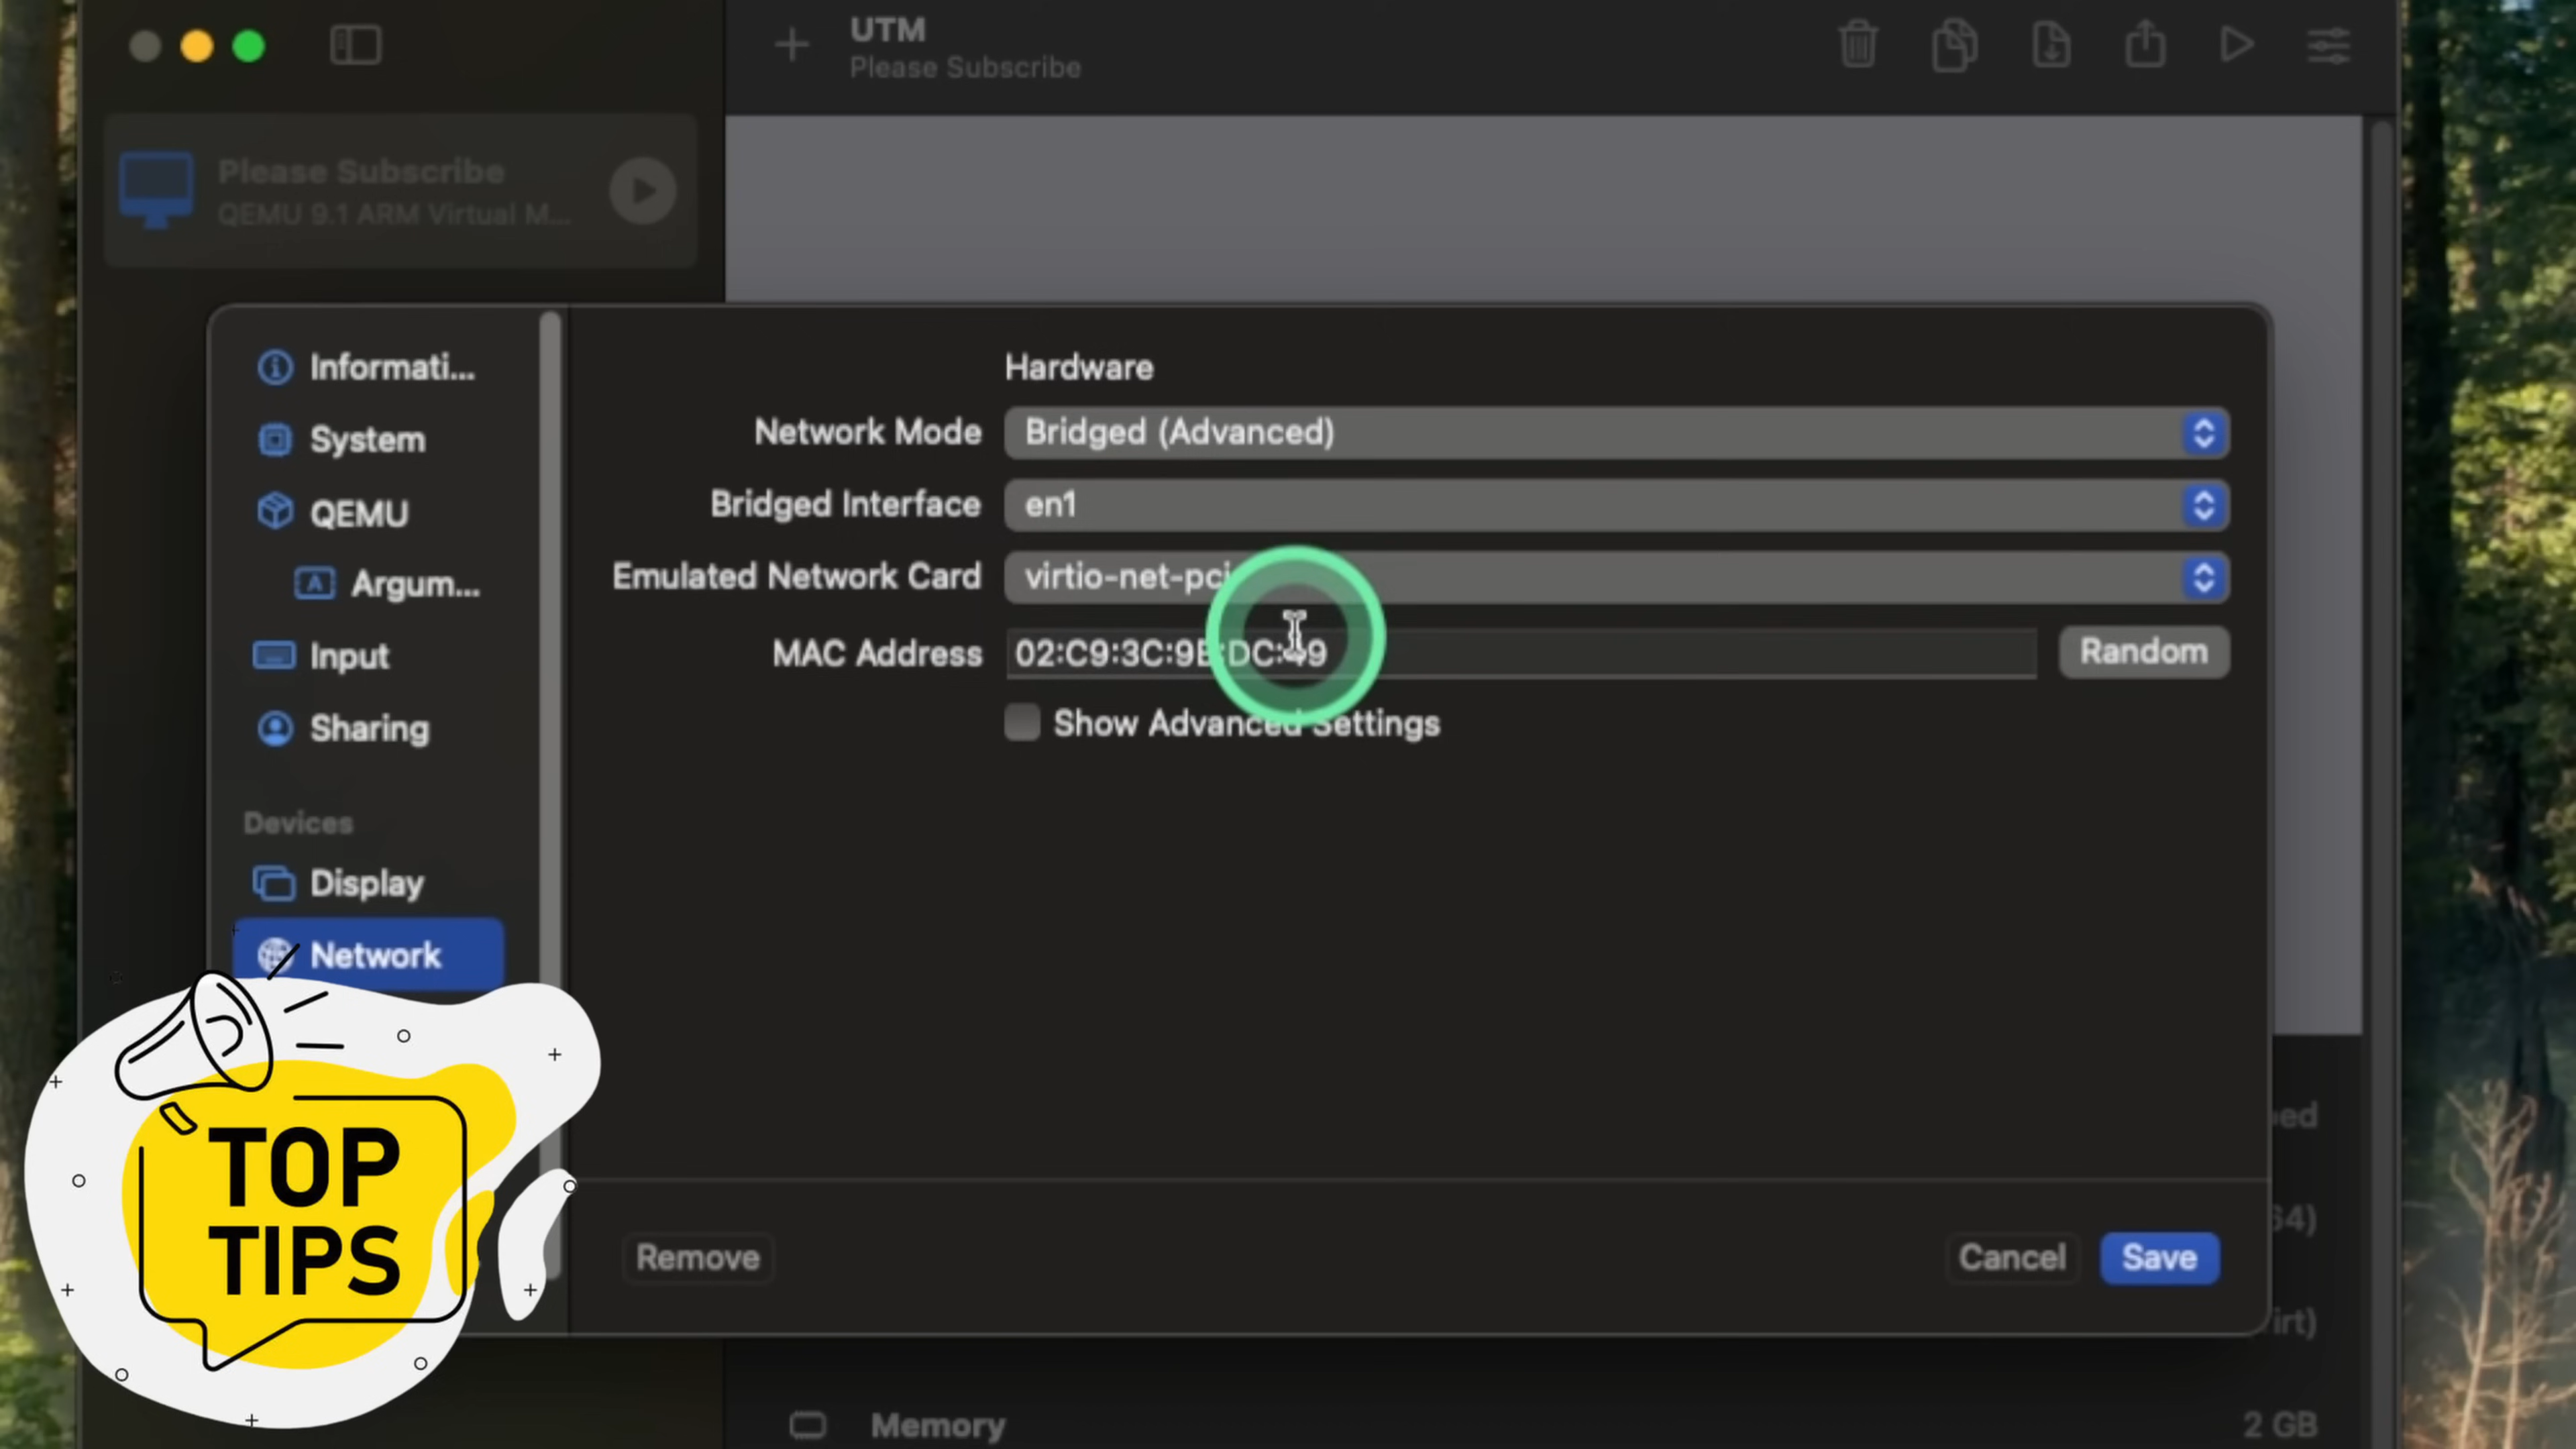 UTM
Please Subscribe
Please Subscribe
QEMU 9.1 ARM Virtual M...
Informati...
System
QEMU
Argum...
Input
Sharing
Devices
Display
Network
Hardware
Network Mode Bridged (Advanced)
Bridged Interface en1
Emulated Network Card virtio-net-pci
MAC Address
Random
Show Advanced Settings
Remove
Cancel
Save
TOP
TIPS
Memory 2 GB